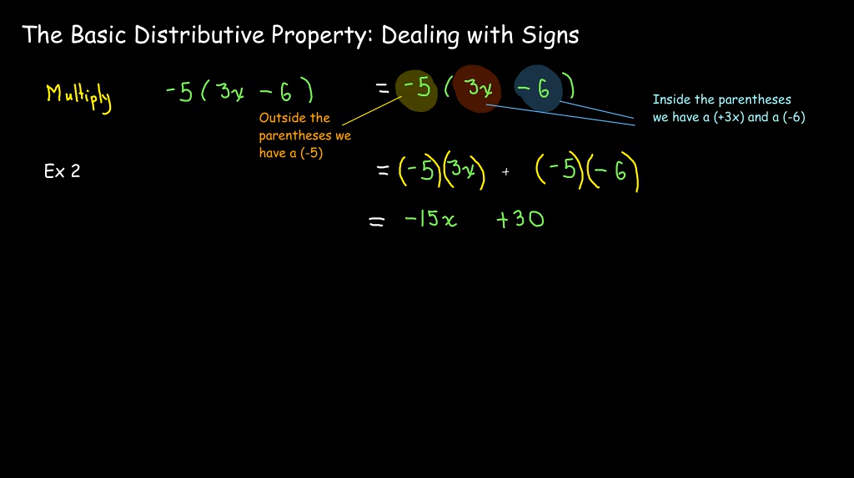 The Basic Distributive Property: Dealing with Signs
Multiply -5(3x -6) = -5(3x -6)
Outside the
parentheses we
have a (-5)
Inside the parentheses
we have a (+3x) and a (-6)
Ex 2 = (-5)(3x) + (-5)(-6)
= -15x +30